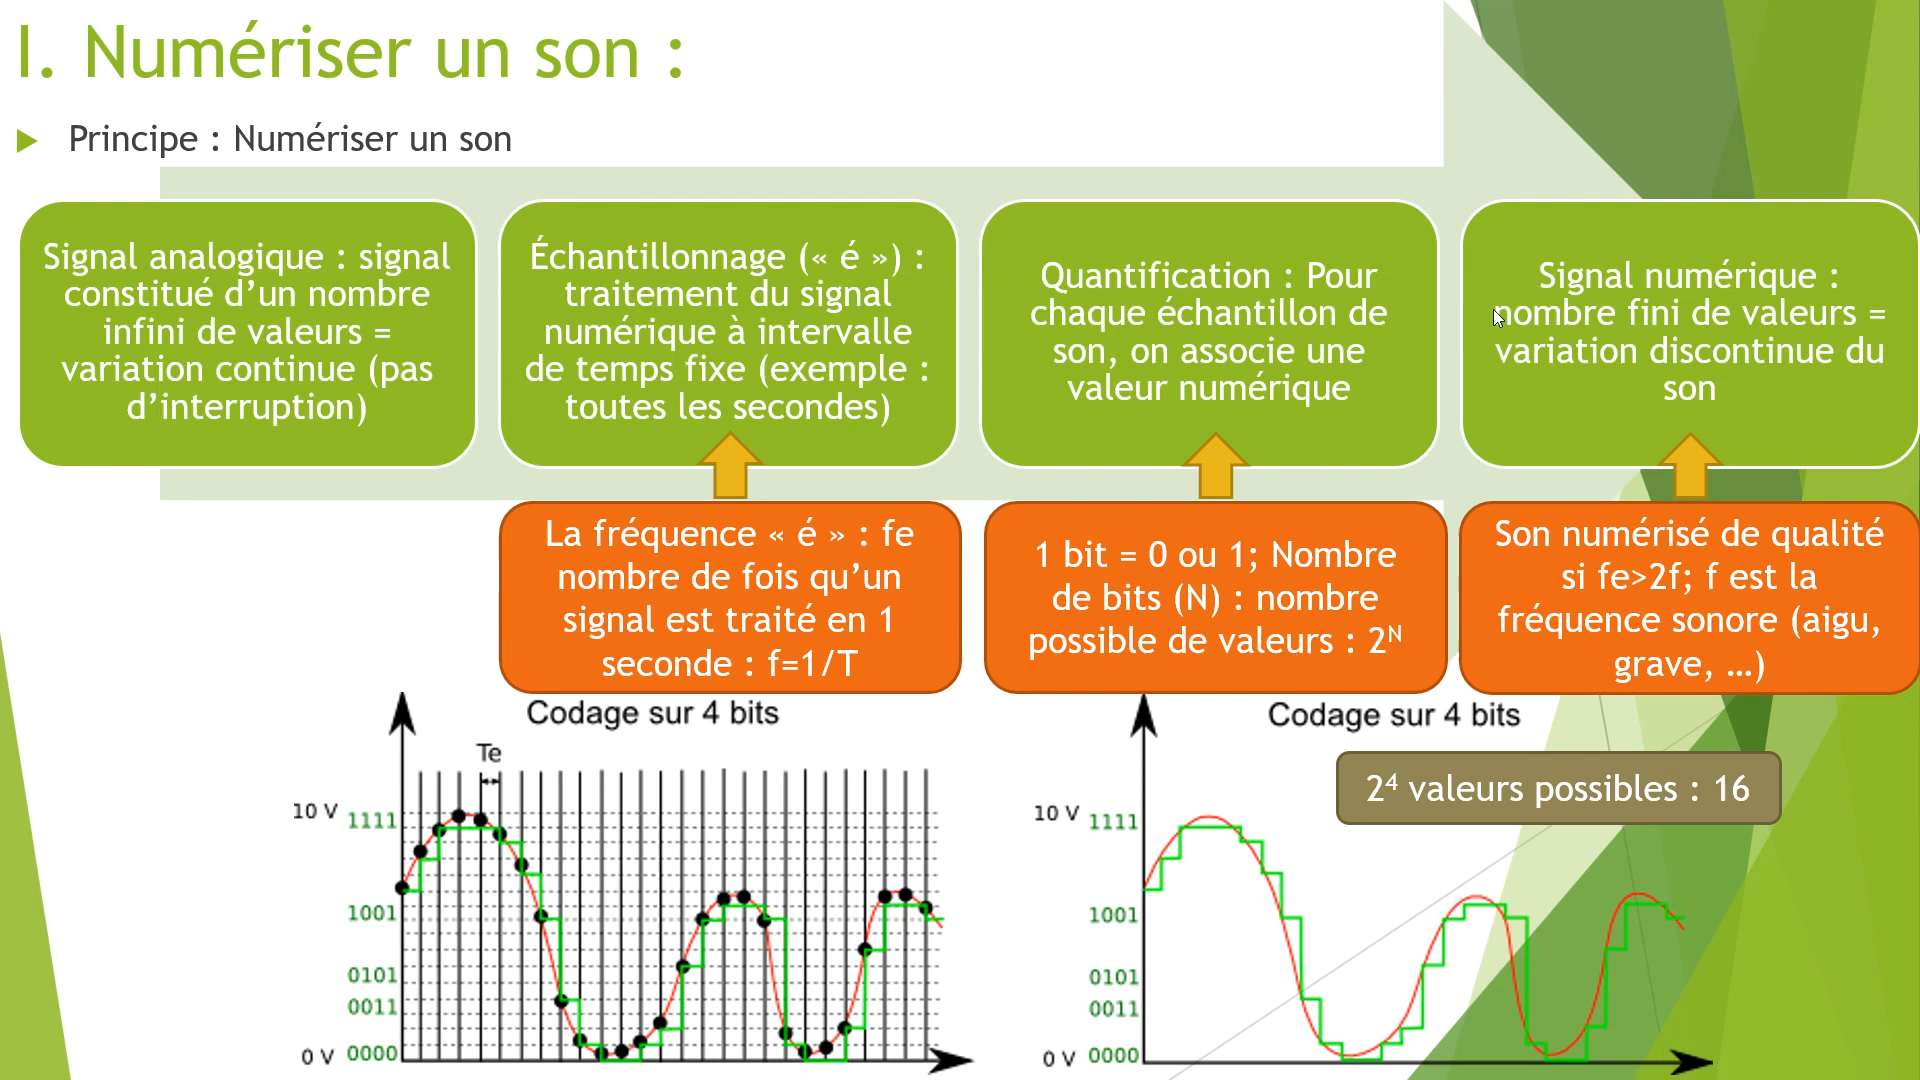 I. Numériser un son :
Principe : Numériser un son
Signal analogique : signal
constitué d’un nombre
infini de valeurs =
variation continue (pas
d’interruption)
Échantillonnage (« é ») :
traitement du signal
numérique à intervalle
de temps fixe (exemple :
toutes les secondes)
Quantification : Pour
chaque échantillon de
son, on associe une
valeur numérique
Signal numérique :
nombre fini de valeurs =
variation discontinue du
son
La fréquence « é » : fe
nombre de fois qu’un
signal est traité en 1
seconde : f=1/T
1 bit = 0 ou 1; Nombre
de bits (N) : nombre
possible de valeurs : 2ᴺ
Son numérisé de qualité
si fe>2f; f est la
fréquence sonore (aigu,
grave, …)
Codage sur 4 bits
Te
10 V 1111
1001
0101
0011
0 V 0000
Codage sur 4 bits
2⁴ valeurs possibles : 16
10 V 1111
1001
0101
0011
0 V 0000